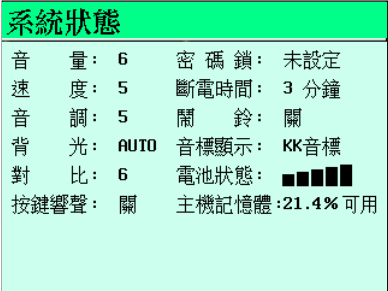 系統狀態
音 量： 6 密 碼 鎖： 未設定
速 度： 5 斷電時間： 3 分鐘
音 調： 5 鬧 鈴： 關
背 光： AUTO 音標顯示： KK音標
對 比： 6 電池狀態：
按鍵響聲： 關 主機記憶體：21.4%可用